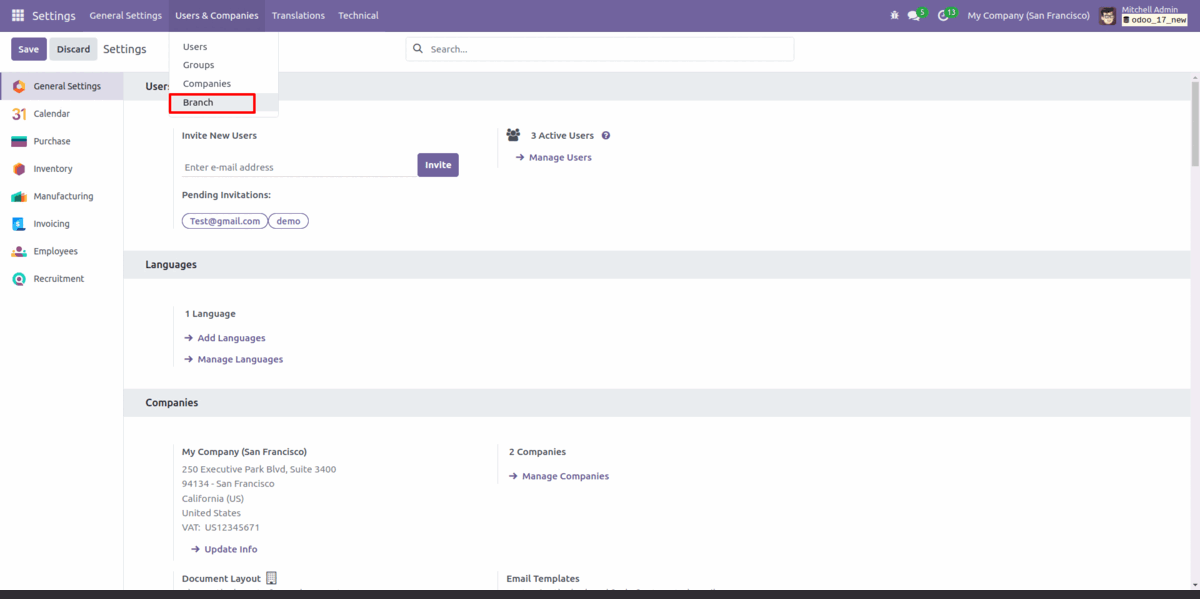 Settings General Settings Users & Companies Translations Technical 5 13 My Company (San Francisco) Mitchell Admin
odoo_17_new
Save Discard Settings Search...
Users
Groups
Companies
Branch
General Settings
Calendar
Purchase
Inventory
Manufacturing
Invoicing
Employees
Recruitment
Invite New Users
Enter e-mail address Invite
Pending Invitations:
Test@gmail.com demo
3 Active Users ?
Manage Users
Languages
1 Language
Add Languages
Manage Languages
Companies
My Company (San Francisco)
250 Executive Park Blvd, Suite 3400
94134 - San Francisco
California (US)
United States
VAT: US12345671
Update Info
2 Companies
Manage Companies
Document Layout
Email Templates